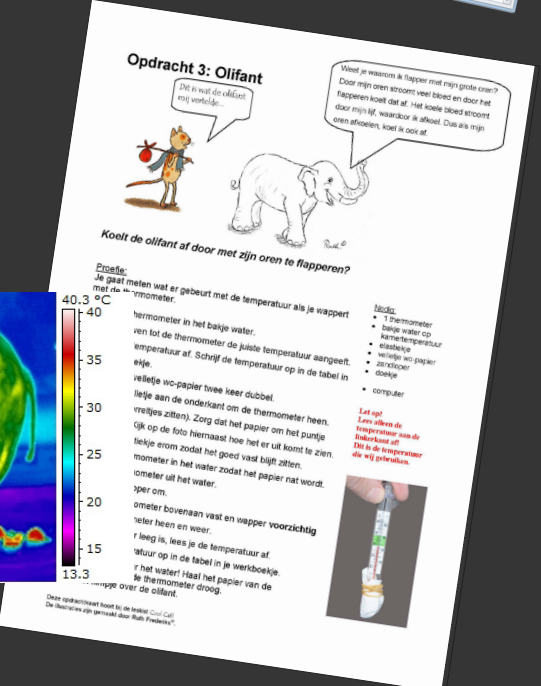 Opdracht 3: Olifant
Dit is wat de olifant
mij vertelde...
Weet je waarom ik flapper met mijn grote oren?
Door mijn oren stroomt veel bloed en door het
flapperen koelt dat af. Het koele bloed stroomt
door mijn lijf, waardoor ik afkoel. Dus als mijn
oren afkoelen, koel ik ook af.
Koelt de olifant af door met zijn oren te flapperen?
Proefje:
Je gaat meten wat er gebeurt met de temperatuur als je wappert
met de thermometer.
hermometer in het bakje water.
ven tot de thermometer de juiste temperatuur aangeeft.
emperatuur af. Schrijf de temperatuur op in de tabel in
ekje.
velletje wc-papier twee keer dubbel.
lletje aan de onderkant om de thermometer heen.
rreltjes zitten). Zorg dat het papier om het puntje
ijk op de foto hiernaast hoe het er uit komt te zien.
tiekje erom zodat het goed vast blijft zitten.
mometer in het water zodat het papier nat wordt.
ometer uit het water.
per om.
ometer bovenaan vast en wapper voorzichtig
eter heen en weer.
r leeg is, lees je de temperatuur af.
atuur op in de tabel in je werkboekje.
r het water! Haal het papier van de
de thermometer droog.
mpje over de olifant.
Nodig:
• 1 thermometer
• bakje water op
kamertemperatuur
• elastiekje
• velletje wc-papier
• zandloper
• doekje
• computer
Let op!
Lees alleen de
temperatuur aan de
linkerkant af!
Dit is de temperatuur
die wij gebruiken.
40.3 °C
40
35
30
25
20
15
13.3
Deze opdrachtkaart hoort bij de leskist Cool Cat!
De illustraties zijn gemaakt door Ruth Frederiks